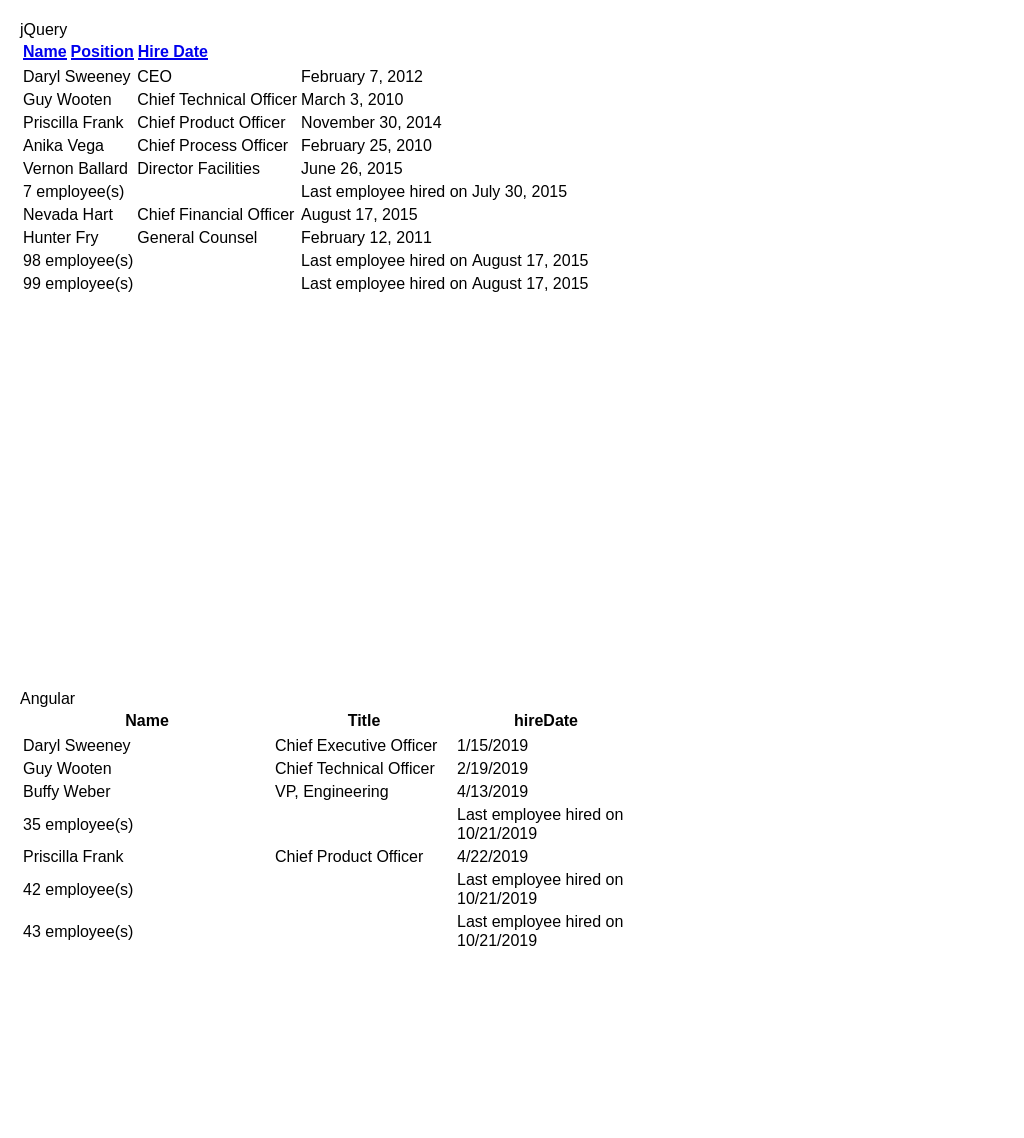 jQuery
Name Position Hire Date
Daryl Sweeney CEO February 7, 2012
Guy Wooten Chief Technical Officer March 3, 2010
Priscilla Frank Chief Product Officer November 30, 2014
Anika Vega Chief Process Officer February 25, 2010
Vernon Ballard Director Facilities June 26, 2015
7 employee(s) Last employee hired on July 30, 2015
Nevada Hart Chief Financial Officer August 17, 2015
Hunter Fry General Counsel February 12, 2011
98 employee(s) Last employee hired on August 17, 2015
99 employee(s) Last employee hired on August 17, 2015
Angular
Name Title hireDate
Daryl Sweeney Chief Executive Officer 1/15/2019
Guy Wooten Chief Technical Officer 2/19/2019
Buffy Weber VP, Engineering 4/13/2019
35 employee(s) Last employee hired on
10/21/2019
Priscilla Frank Chief Product Officer 4/22/2019
42 employee(s) Last employee hired on
10/21/2019
43 employee(s) Last employee hired on
10/21/2019